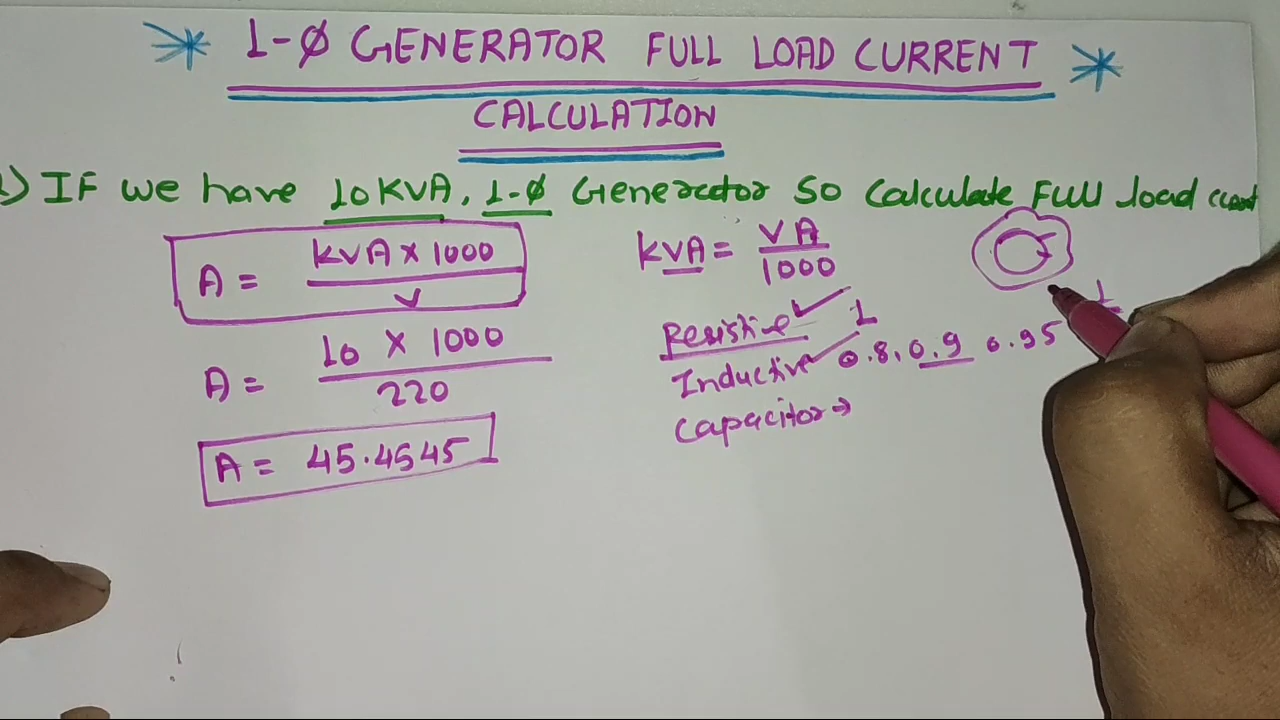 1-Ø GENERATOR FULL LOAD CURRENT
CALCULATION
) IF we have 10KVA, 1-Ø Generator so calculate Full load
A = KVA × 1000 / V
KVA = VA / 1000
A = 10 × 1000 / 220
A = 45.4545
Resistive 1
Inductive 0.8, 0.9 0.95
Capacitor→
1